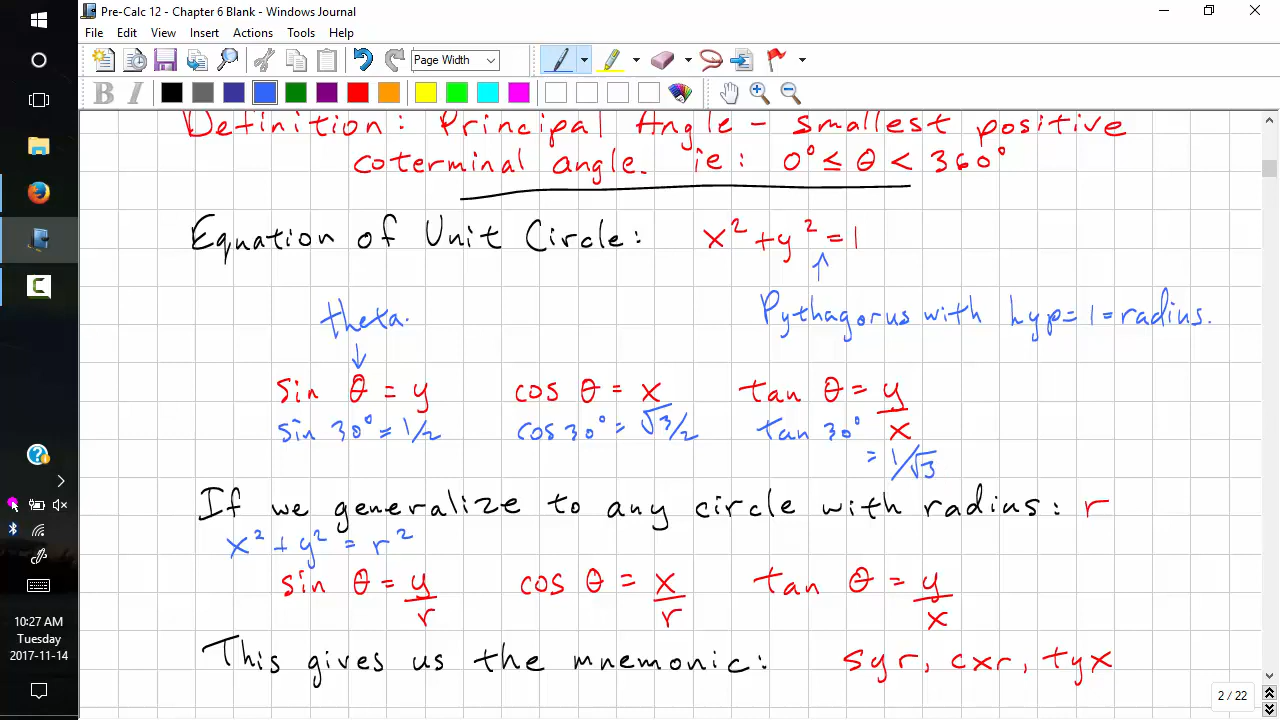 Pre-Calc 12 - Chapter 6 Blank - Windows Journal
File Edit View Insert Actions Tools Help
Page Width
B I
Definition: Principal Angle - smallest positive
coterminal angle. ie: 0° ≤ θ < 360°
Equation of Unit Circle: x² + y² = 1
theta.
Pythagorus with hyp = 1 = radius.
sin θ = y cos θ = x tan θ = y/x
sin 30° = 1/2 cos 30° = √3/2 tan 30°
= 1/√3
If we generalize to any circle with radius: r
x² + y² = r²
sin θ = y/r cos θ = x/r tan θ = y/x
This gives us the mnemonic: syr, cxr, tyx
10:27 AM
Tuesday
2017-11-14
2 / 22